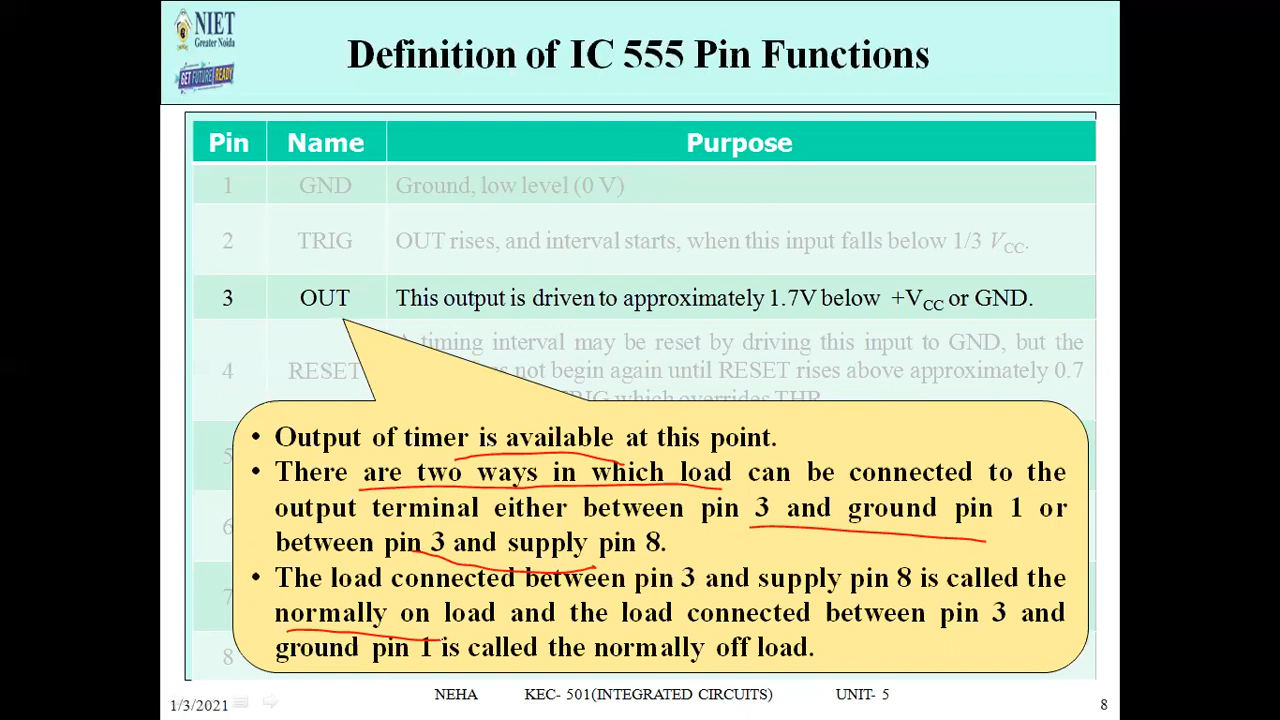 NIET
Greater Noida
GET FUTURE READY
Definition of IC 555 Pin Functions
Pin Name Purpose
1 GND Ground, low level (0 V)
2 TRIG OUT rises, and interval starts, when this input falls below 1/3 VCC.
3 OUT This output is driven to approximately 1.7V below +VCC or GND.
timing interval may be reset by driving this input to GND, but the
4 RESET not begin again until RESET rises above approximately 0.7
which overrides THR
5
6
7
8
• Output of timer is available at this point.
• There are two ways in which load can be connected to the
output terminal either between pin 3 and ground pin 1 or
between pin 3 and supply pin 8.
• The load connected between pin 3 and supply pin 8 is called the
normally on load and the load connected between pin 3 and
ground pin 1 is called the normally off load.
1/3/2021 NEHA KEC- 501(INTEGRATED CIRCUITS) UNIT- 5 8